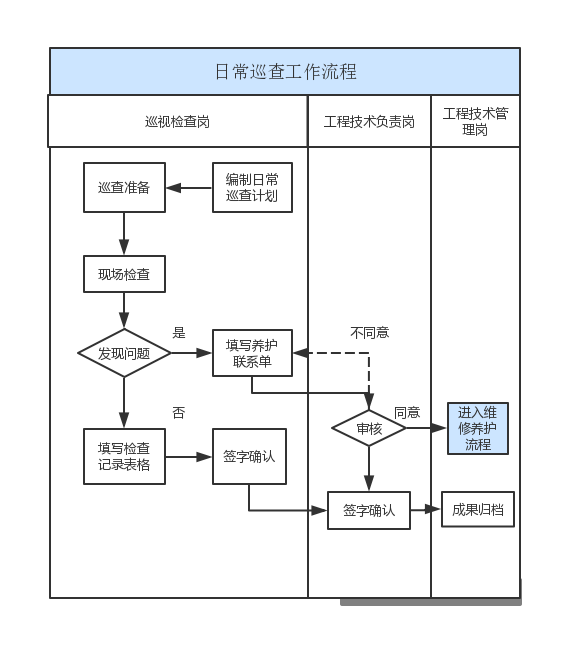 日常巡查工作流程
巡视检查岗
工程技术负责岗
工程技术管
理岗
巡查准备
编制日常
巡查计划
现场检查
发现问题
是
填写养护
联系单
不同意
否
审核
同意
进入维
修养护
流程
填写检查
记录表格
签字确认
签字确认
成果归档